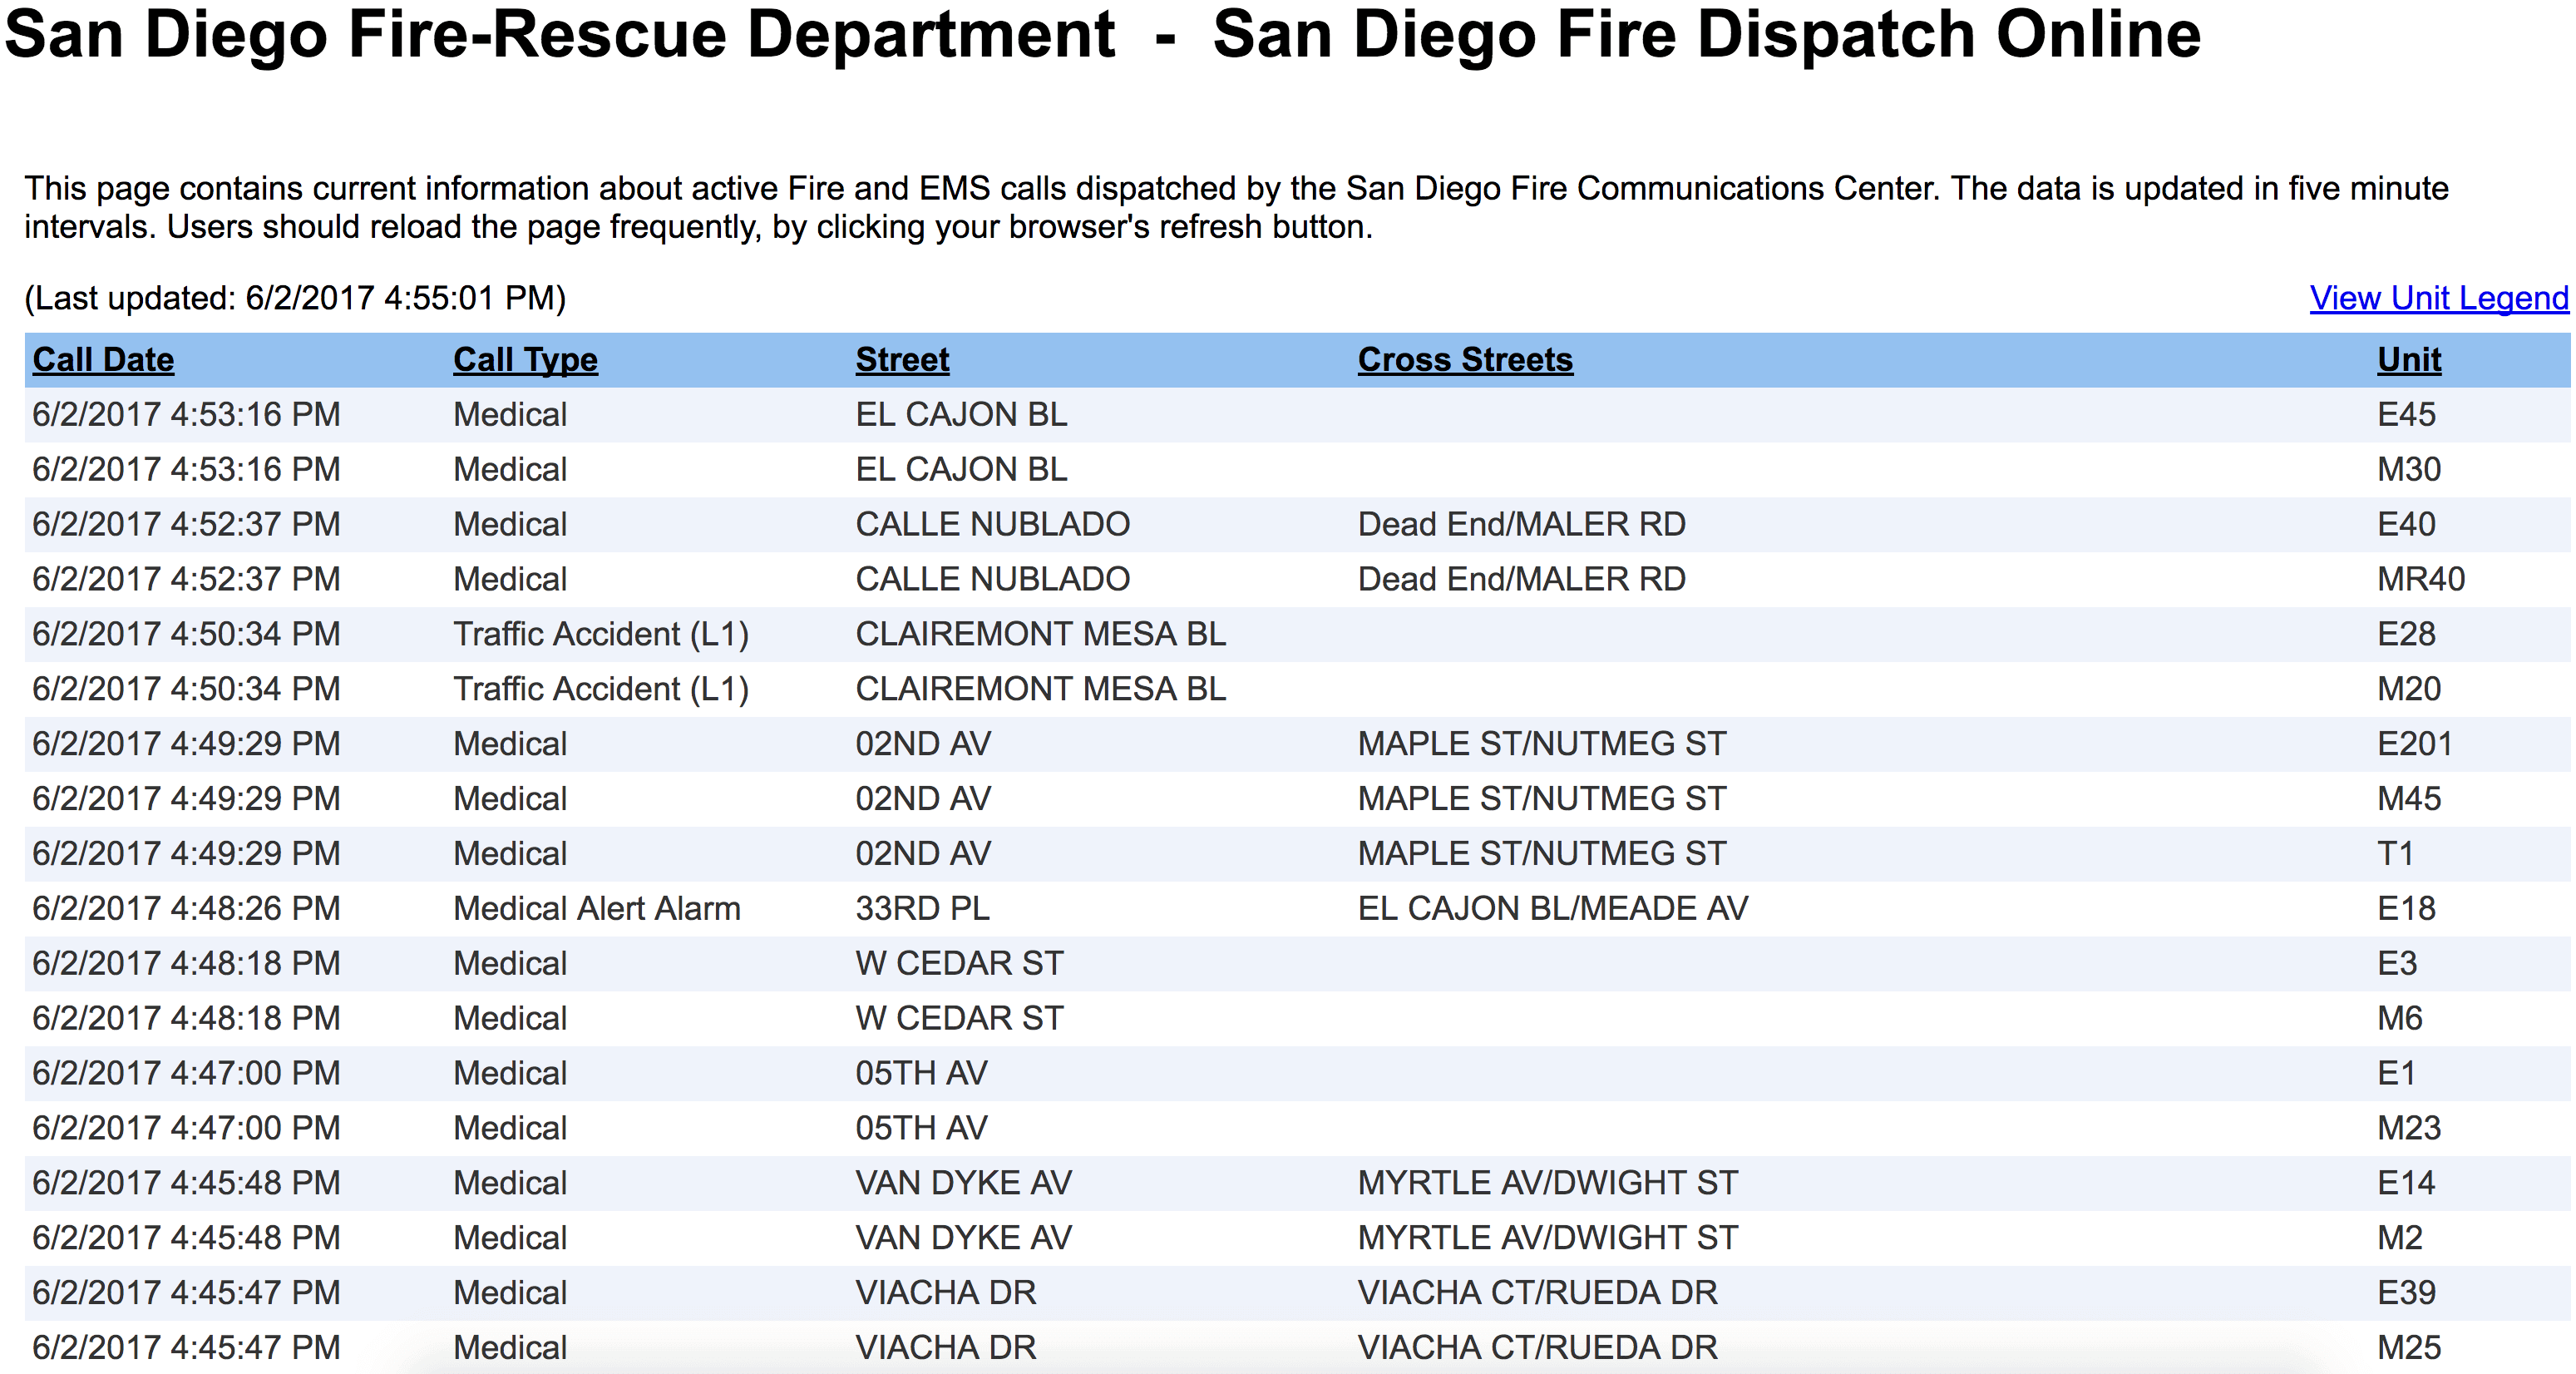 San Diego Fire-Rescue Department - San Diego Fire Dispatch Online
This page contains current information about active Fire and EMS calls dispatched by the San Diego Fire Communications Center. The data is updated in five minute
intervals. Users should reload the page frequently, by clicking your browser's refresh button.
(Last updated: 6/2/2017 4:55:01 PM) View Unit Legend
Call Date Call Type Street Cross Streets Unit
6/2/2017 4:53:16 PM Medical EL CAJON BL E45
6/2/2017 4:53:16 PM Medical EL CAJON BL M30
6/2/2017 4:52:37 PM Medical CALLE NUBLADO Dead End/MALER RD E40
6/2/2017 4:52:37 PM Medical CALLE NUBLADO Dead End/MALER RD MR40
6/2/2017 4:50:34 PM Traffic Accident (L1) CLAIREMONT MESA BL E28
6/2/2017 4:50:34 PM Traffic Accident (L1) CLAIREMONT MESA BL M20
6/2/2017 4:49:29 PM Medical 02ND AV MAPLE ST/NUTMEG ST E201
6/2/2017 4:49:29 PM Medical 02ND AV MAPLE ST/NUTMEG ST M45
6/2/2017 4:49:29 PM Medical 02ND AV MAPLE ST/NUTMEG ST T1
6/2/2017 4:48:26 PM Medical Alert Alarm 33RD PL EL CAJON BL/MEADE AV E18
6/2/2017 4:48:18 PM Medical W CEDAR ST E3
6/2/2017 4:48:18 PM Medical W CEDAR ST M6
6/2/2017 4:47:00 PM Medical 05TH AV E1
6/2/2017 4:47:00 PM Medical 05TH AV M23
6/2/2017 4:45:48 PM Medical VAN DYKE AV MYRTLE AV/DWIGHT ST E14
6/2/2017 4:45:48 PM Medical VAN DYKE AV MYRTLE AV/DWIGHT ST M2
6/2/2017 4:45:47 PM Medical VIACHA DR VIACHA CT/RUEDA DR E39
6/2/2017 4:45:47 PM Medical VIACHA DR VIACHA CT/RUEDA DR M25